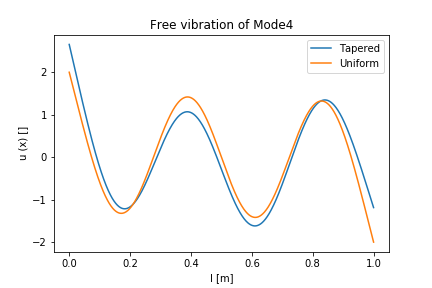 Free vibration of Mode4
Tapered
Uniform
u (x) []
2
1
0
−1
−2
0.0 0.2 0.4 0.6 0.8 1.0
l [m]